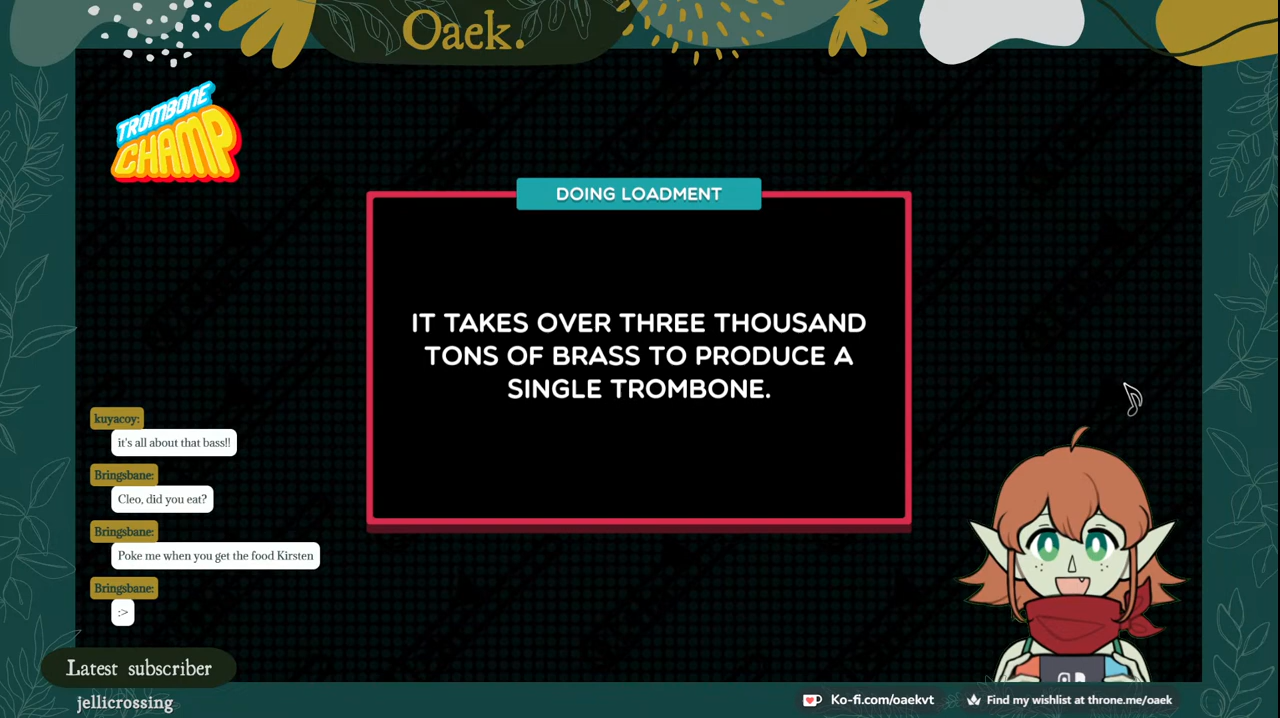 Oaek.
TROMBONE
CHAMP
DOING LOADMENT
IT TAKES OVER THREE THOUSAND
TONS OF BRASS TO PRODUCE A
SINGLE TROMBONE.
kuyacoy:
it's all about that bass!!
Bringsbane:
Cleo, did you eat?
Bringsbane:
Poke me when you get the food Kirsten
Bringsbane:
:>
Latest subscriber
jellicrossing
Ko-fi.com/oaekvt
Find my wishlist at throne.me/oaek